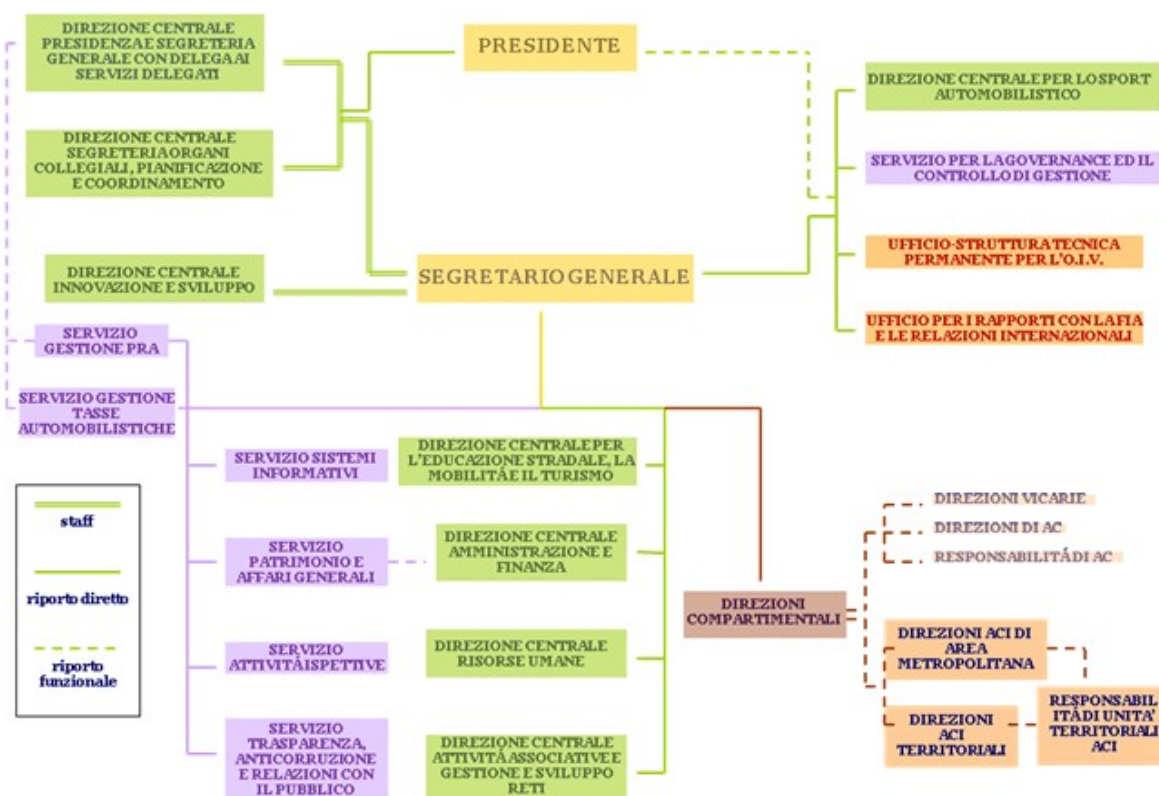 DIREZIONE CENTRALE
PRESIDENZA E SEGRETERIA
GENERALE CON DELEGA AI
SERVIZI DELEGATI
PRESIDENTE
DIREZIONE CENTRALE PER LO SPORT
AUTOMOBILISTICO
DIREZIONE CENTRALE
SEGRETERIA ORGANI
COLLEGIALI, PIANIFICAZIONE
E COORDINAMENTO
SERVIZIO PER LA GOVERNANCE ED IL
CONTROLLO DI GESTIONE
DIREZIONE CENTRALE
INNOVAZIONE E SVILUPPO
SEGRETARIO GENERALE
UFFICIO-STRUTTURA TECNICA
PERMANENTE PER L'O.I.V.
UFFICIO PER I RAPPORTI CON LA FIA
E LE RELAZIONI INTERNAZIONALI
SERVIZIO
GESTIONE PRA
SERVIZIO GESTIONE
TASSE
AUTOMOBILISTICHE
SERVIZIO SISTEMI
INFORMATIVI
DIREZIONE CENTRALE PER
L'EDUCAZIONE STRADALE, LA
MOBILITÁ E IL TURISMO
SERVIZIO
PATRIMONIO E
AFFARI GENERALI
DIREZIONE CENTRALE
AMMINISTRAZIONE E
FINANZA
SERVIZIO
ATTIVITÁ ISPETTIVE
DIREZIONE CENTRALE
RISORSE UMANE
SERVIZIO
TRASPARENZA,
ANTICORRUZIONE
E RELAZIONI CON
IL PUBBLICO
DIREZIONE CENTRALE
ATTIVITÁ ASSOCIATIVE E
GESTIONE E SVILUPPO
RETI
staff
riporto diretto
riporto
funzionale
DIREZIONI
COMPARTIMENTALI
DIREZIONI VICARIE
DIREZIONI DI AC
RESPONSABILITÁ DI AC
DIREZIONI ACI DI
AREA
METROPOLITANA
DIREZIONI
ACI
TERRITORIALI
RESPONSABIL
ITÁ DI UNITA'
TERRITORIALI
ACI